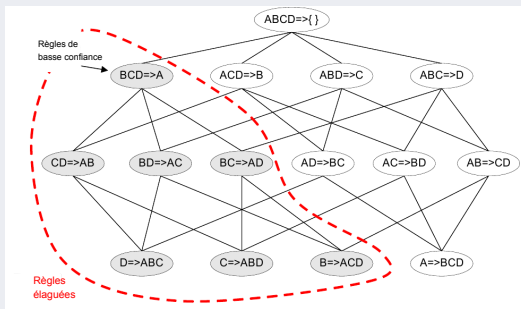 ABCD=>{ }
Règles de
basse confiance
BCD=>A
ACD=>B
ABD=>C
ABC=>D
CD=>AB
BD=>AC
BC=>AD
AD=>BC
AC=>BD
AB=>CD
D=>ABC
C=>ABD
B=>ACD
A=>BCD
Règles
élaguées